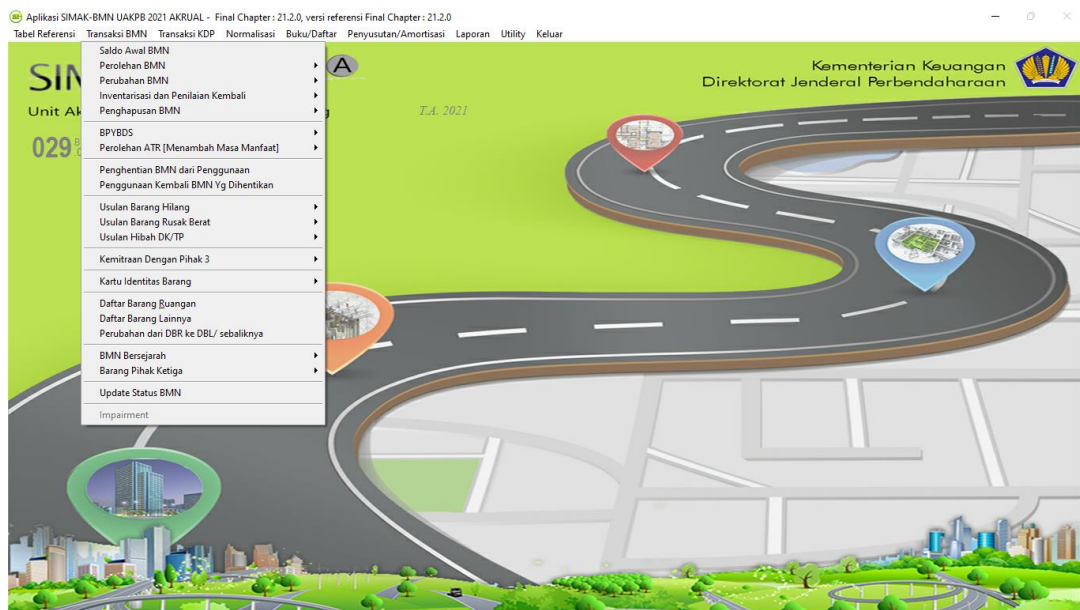 Aplikasi SIMAK-BMN UAKPB 2021 AKRUAL - Final Chapter : 21.2.0, versi referensi Final Chapter : 21.2.0
Tabel Referensi Transaksi BMN Transaksi KDP Normalisasi Buku/Daftar Penyusutan/Amortisasi Laporan Utility Keluar
Saldo Awal BMN
Perolehan BMN
Perubahan BMN
Inventarisasi dan Penilaian Kembali
Penghapusan BMN
BPYBDS
Perolehan ATR [Menambah Masa Manfaat]
Penghentian BMN dari Penggunaan
Penggunaan Kembali BMN Yg Dihentikan
Usulan Barang Hilang
Usulan Barang Rusak Berat
Usulan Hibah DK/TP
Kemitraan Dengan Pihak 3
Kartu Identitas Barang
Daftar Barang Ruangan
Daftar Barang Lainnya
Perubahan dari DBR ke DBL/ sebaliknya
BMN Bersejarah
Barang Pihak Ketiga
Update Status BMN
Impairment
SIM
A
Unit Ak
g
T.A. 2021
029
Kementerian Keuangan
Direktorat Jenderal Perbendaharaan